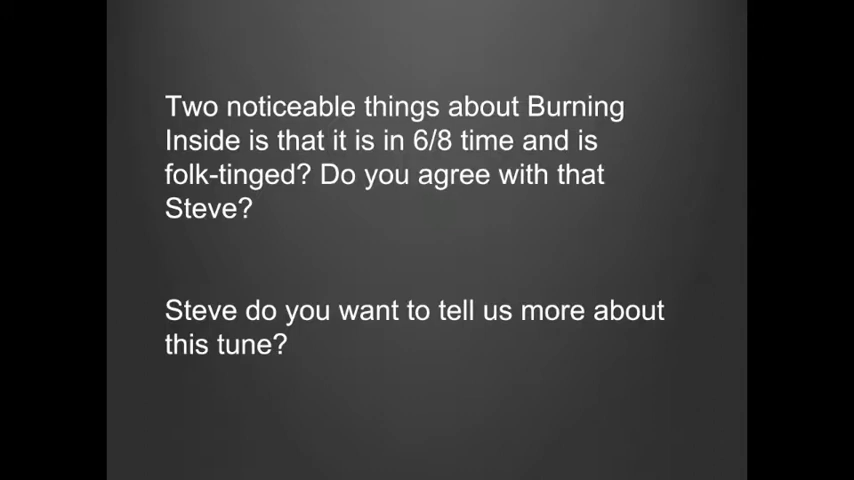 Two noticeable things about Burning
Inside is that it is in 6/8 time and is
folk-tinged? Do you agree with that
Steve?
Steve do you want to tell us more about
this tune?